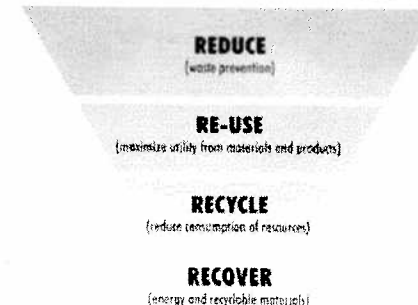 REDUCE
(waste prevention)
RE-USE
(maximize utility from materials and products)
RECYCLE
(reduce consumption of resources)
RECOVER
(energy and recyclable materials)